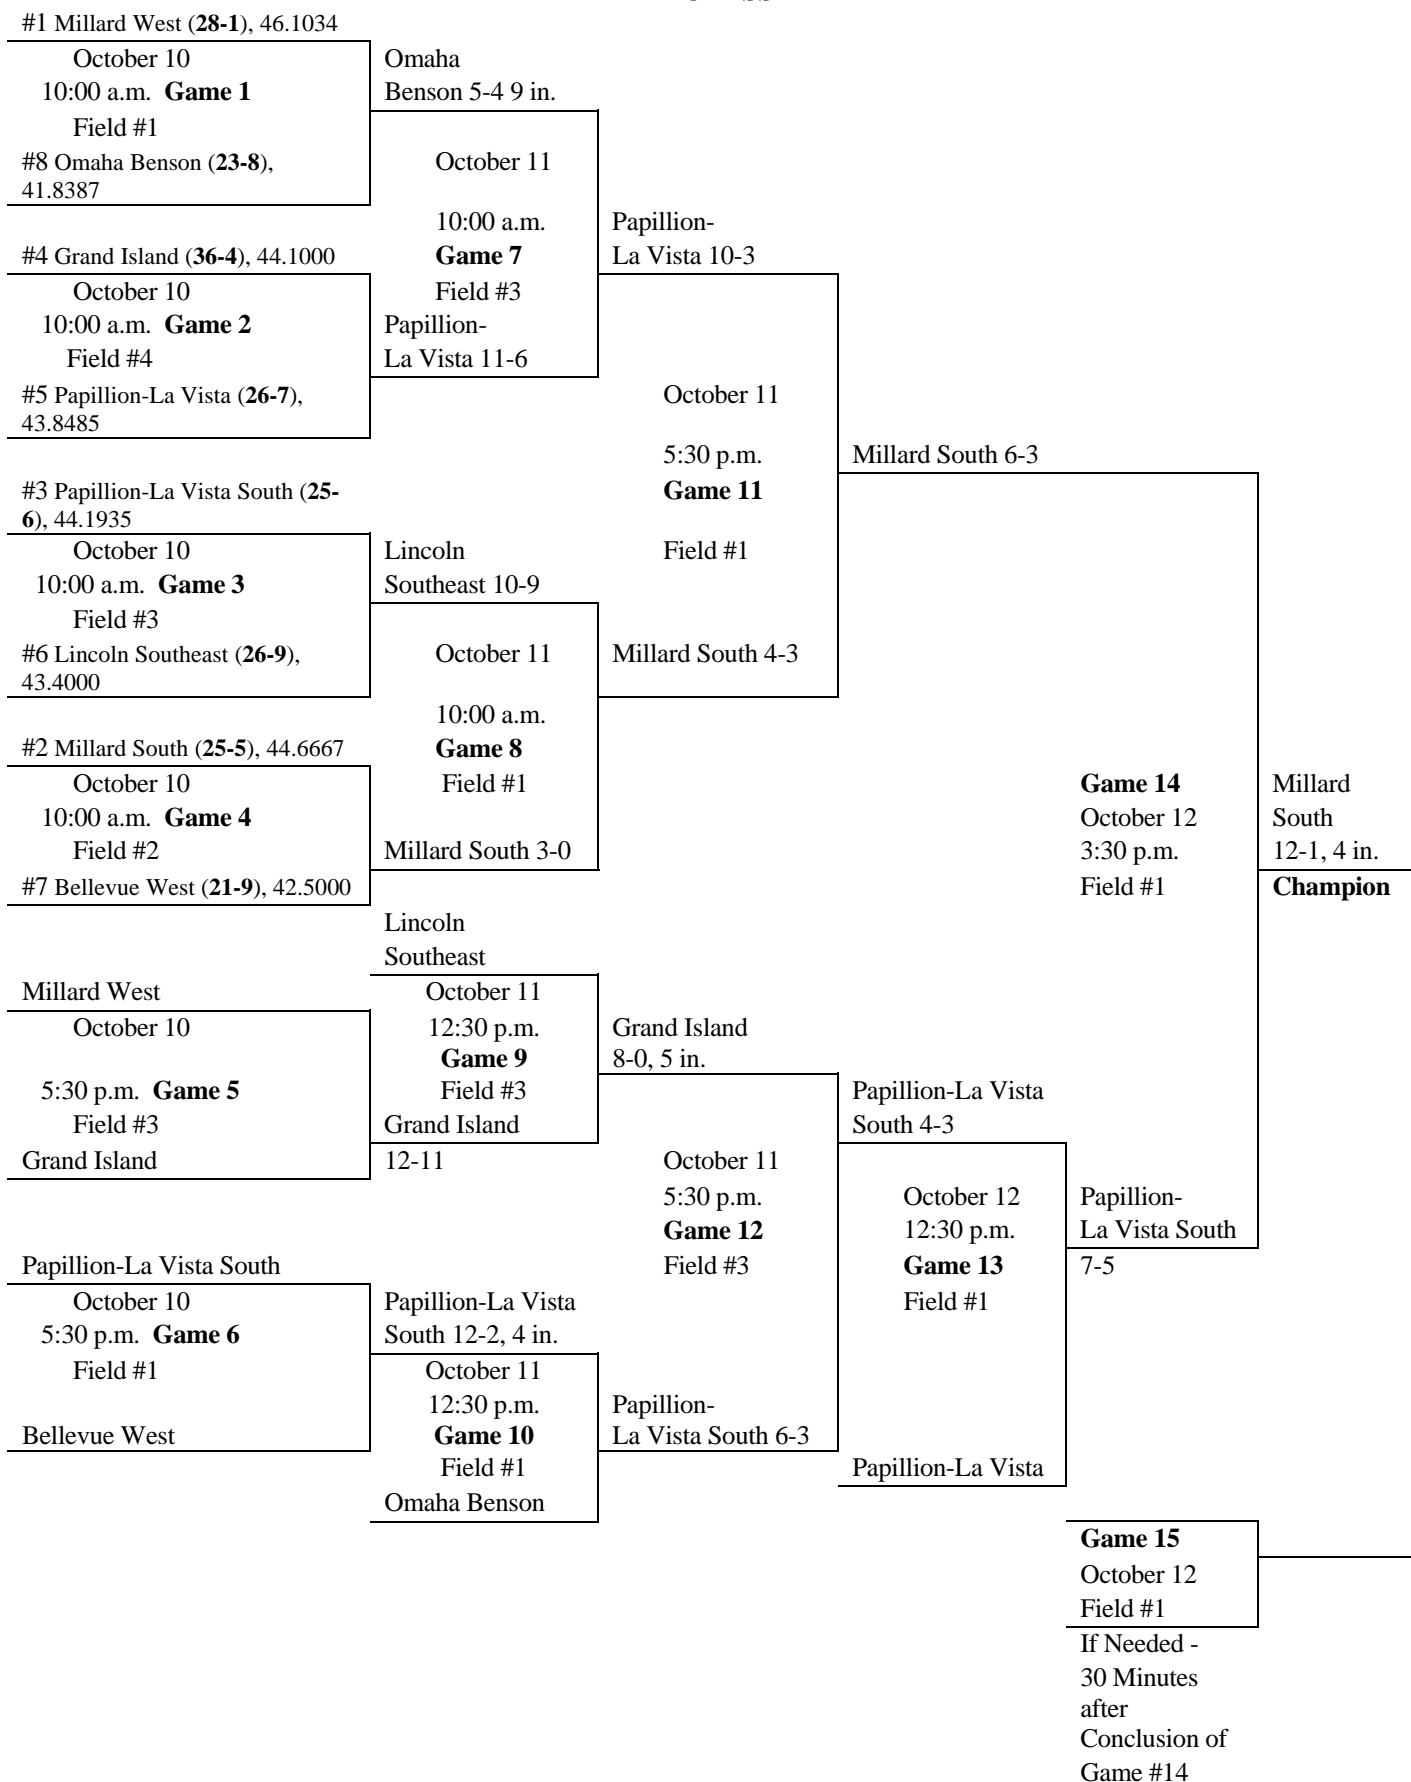 #1 Millard West (28-1), 46.1034
October 10
10:00 a.m. Game 1
Field #1
#8 Omaha Benson (23-8),
41.8387
#4 Grand Island (36-4), 44.1000
October 10
10:00 a.m. Game 2
Field #4
#5 Papillion-La Vista (26-7),
43.8485
#3 Papillion-La Vista South (25-
6), 44.1935
October 10
10:00 a.m. Game 3
Field #3
#6 Lincoln Southeast (26-9),
43.4000
#2 Millard South (25-5), 44.6667
October 10
10:00 a.m. Game 4
Field #2
#7 Bellevue West (21-9), 42.5000
Millard West
October 10
5:30 p.m. Game 5
Field #3
Grand Island
Papillion-La Vista South
October 10
5:30 p.m. Game 6
Field #1
Bellevue West
Omaha
Benson 5-4 9 in.
October 11
10:00 a.m.
Game 7
Field #3
Papillion-
La Vista 11-6
Lincoln
Southeast 10-9
October 11
10:00 a.m.
Game 8
Field #1
Millard South 3-0
Lincoln
Southeast
October 11
12:30 p.m.
Game 9
Field #3
Grand Island
12-11
Papillion-La Vista
South 12-2, 4 in.
October 11
12:30 p.m.
Game 10
Field #1
Omaha Benson
Papillion-
La Vista 10-3
October 11
5:30 p.m.
Game 11
Field #1
Millard South 4-3
Grand Island
8-0, 5 in.
October 11
5:30 p.m.
Game 12
Field #3
Papillion-
La Vista South 6-3
Millard South 6-3
Papillion-La Vista
South 4-3
October 12
12:30 p.m.
Game 13
Field #1
Papillion-La Vista
Game 14
October 12
3:30 p.m.
Field #1
Papillion-
La Vista South
7-5
Millard
South
12-1, 4 in.
Champion
Game 15
October 12
Field #1
If Needed -
30 Minutes
after
Conclusion of
Game #14